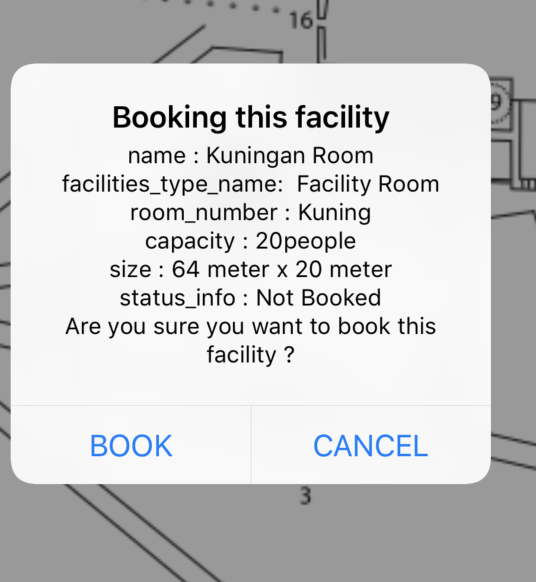 16
9
Booking this facility
name : Kuningan Room
facilities_type_name:  Facility Room
room_number : Kuning
capacity : 20people
size : 64 meter x 20 meter
status_info : Not Booked
Are you sure you want to book this
facility ?
BOOK
CANCEL
3